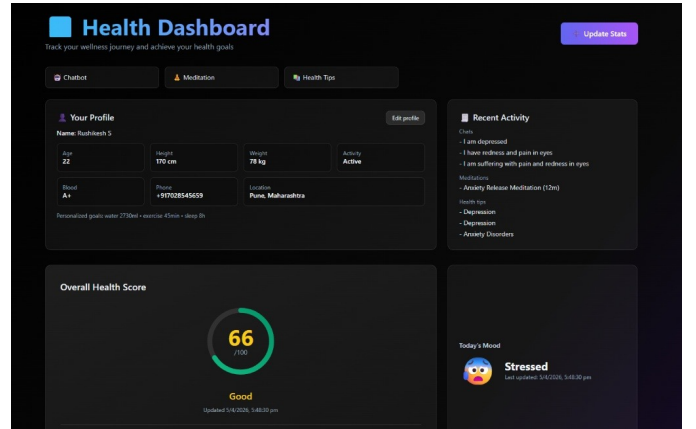 Health Dashboard
Track your wellness journey and achieve your health goals
Update Stats
Chatbot
Meditation
Health Tips
Your Profile
Edit profile
Name: Rushikesh S
Age
22
Height
170 cm
Weight
78 kg
Activity
Active
Blood
A+
Phone
+917028545659
Location
Pune, Maharashtra
Personalized goals: water 2730ml • exercise 45min • sleep 8h
Recent Activity
Chats
- I am depressed
- I have redness and pain in eyes
- I am suffering with pain and redness in eyes
Meditations
- Anxiety Release Meditation (12m)
Health tips
- Depression
- Depression
- Anxiety Disorders
Overall Health Score
66
/100
Good
Updated 5/4/2026, 5:48:30 pm
Today's Mood
Stressed
Last updated: 5/4/2026, 5:48:30 pm